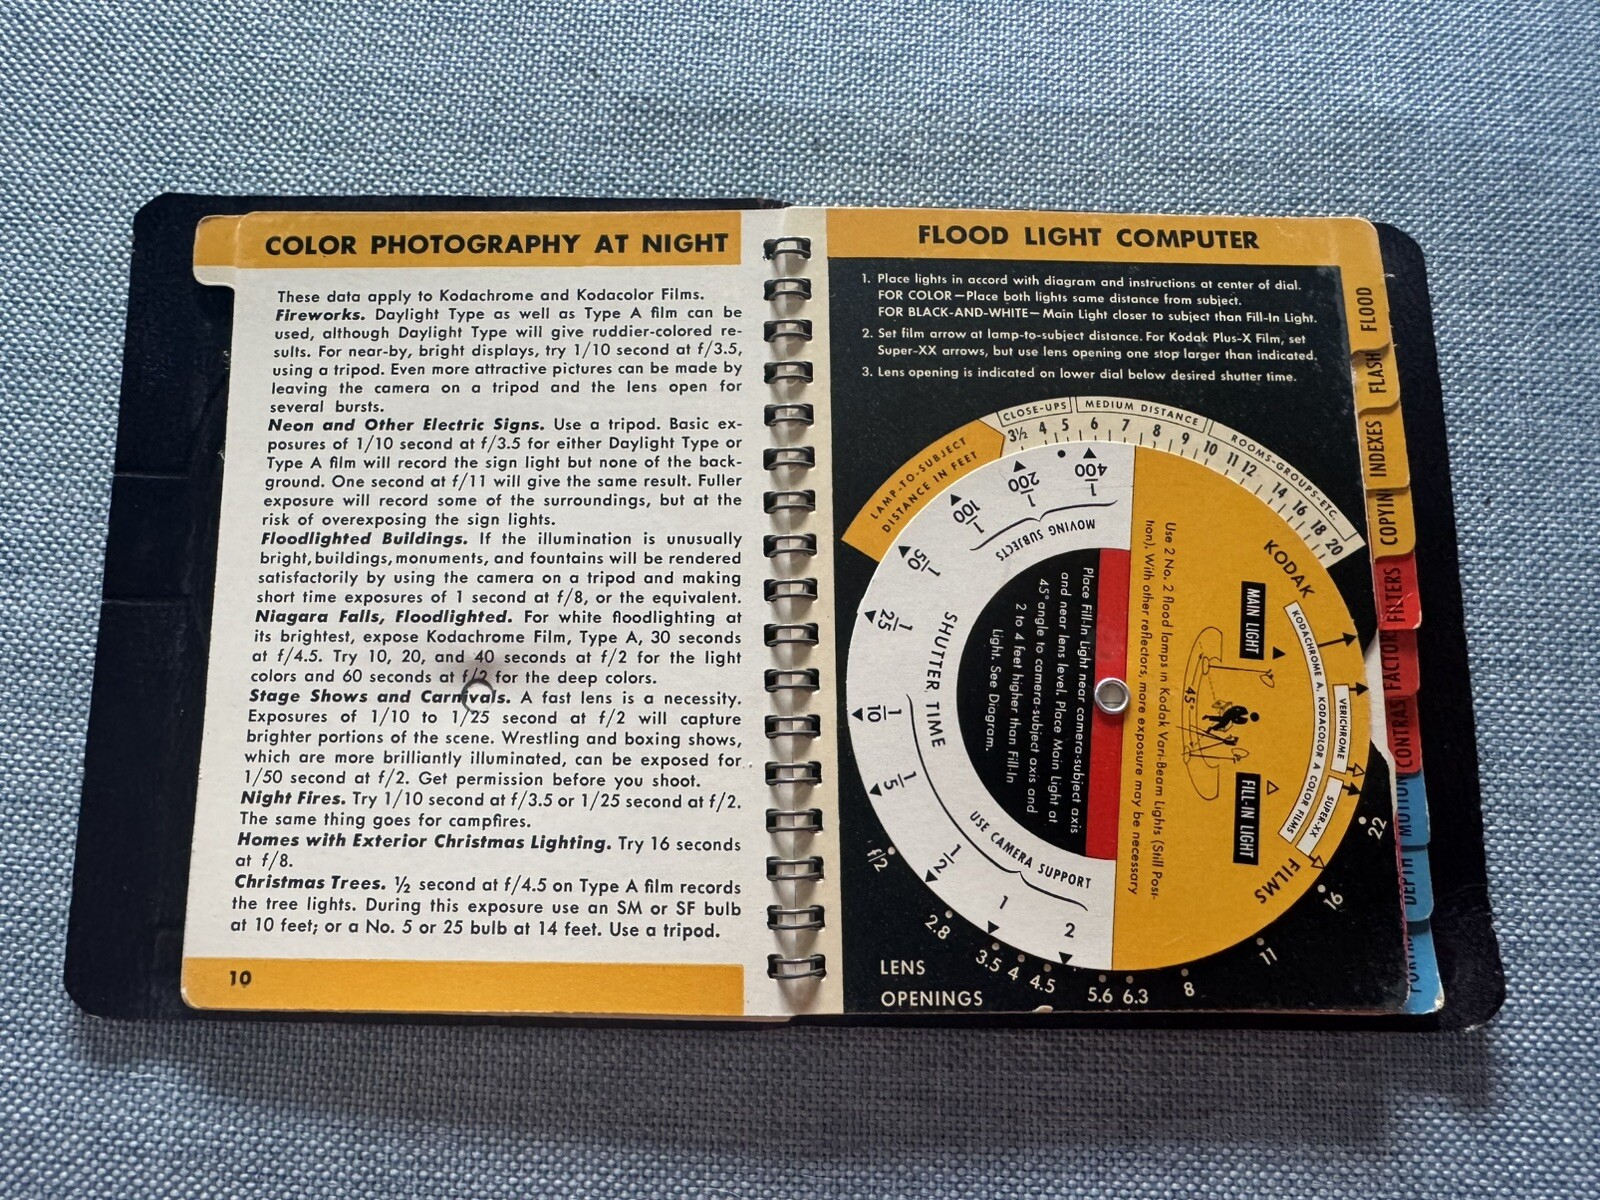 COLOR PHOTOGRAPHY AT NIGHT
These data apply to Kodachrome and Kodacolor Films.
Fireworks. Daylight Type as well as Type A film can be
used, although Daylight Type will give ruddier-colored re-
sults. For near-by, bright displays, try 1/10 second at f/3.5,
using a tripod. Even more attractive pictures can be made by
leaving the camera on a tripod and the lens open for
several bursts.
Neon and Other Electric Signs. Use a tripod. Basic ex-
posures of 1/10 second at f/3.5 for either Daylight Type or
Type A film will record the sign light but none of the back-
ground. One second at f/11 will give the same result. Fuller
exposure will record some of the surroundings, but at the
risk of overexposing the sign lights.
Floodlighted Buildings. If the illumination is unusually
bright, buildings, monuments, and fountains will be rendered
satisfactorily by using the camera on a tripod and making
short time exposures of 1 second at f/8, or the equivalent.
Niagara Falls, Floodlighted. For white floodlighting at
its brightest, expose Kodachrome Film, Type A, 30 seconds
at f/4.5. Try 10, 20, and 40 seconds at f/2 for the light
colors and 60 seconds at f/2 for the deep colors.
Stage Shows and Carnivals. A fast lens is a necessity.
Exposures of 1/10 to 1/25 second at f/2 will capture
brighter portions of the scene. Wrestling and boxing shows,
which are more brilliantly illuminated, can be exposed for
1/50 second at f/2. Get permission before you shoot.
Night Fires. Try 1/10 second at f/3.5 or 1/25 second at f/2.
The same thing goes for campfires.
Homes with Exterior Christmas Lighting. Try 16 seconds
at f/8.
Christmas Trees. ½ second at f/4.5 on Type A film records
the tree lights. During this exposure use an SM or SF bulb
at 10 feet; or a No. 5 or 25 bulb at 14 feet. Use a tripod.
10
FLOOD LIGHT COMPUTER
1. Place lights in accord with diagram and instructions at center of dial.
FOR COLOR—Place both lights same distance from subject.
FOR BLACK-AND-WHITE—Main Light closer to subject than Fill-In Light.
2. Set film arrow at lamp-to-subject distance. For Kodak Plus-X Film, set
Super-XX arrows, but use lens opening one stop larger than indicated.
3. Lens opening is indicated on lower dial below desired shutter time.
LAMP-TO-SUBJECT
DISTANCE IN FEET
CLOSE-UPS
MEDIUM DISTANCE
ROOMS-GROUPS-ETC.
3½ 4 5 6 7 8 9 10 11 12 14 16 18 20
1/400
1/200
1/100
1/50
1/25
1/10
1/5
1/2
1
2
MOVING SUBJECTS
SHUTTER TIME
USE CAMERA SUPPORT
Place Fill-In Light near camera-subject axis
and near lens level. Place Main Light at
45° angle to camera-subject axis and
2 to 4 feet higher than Fill-In
Light. See Diagram.
Use 2 No. 2 flood lamps in Kodak Vari-Beam Lights (Still Posi-
tion). With other reflectors, more exposure may be necessary
KODAK
FILMS
MAIN LIGHT
FILL-IN LIGHT
45°
KODACHROME A, KODACOLOR A COLOR FILMS
VERICHROME
SUPER-XX
LENS
OPENINGS
f/2 2.8 3.5 4 4.5 5.6 6.3 8 11 16 22
FLOOD
FLASH
INDEXES
COPYIN
FILTERS
FACTOR
CONTRAS
DEPTH